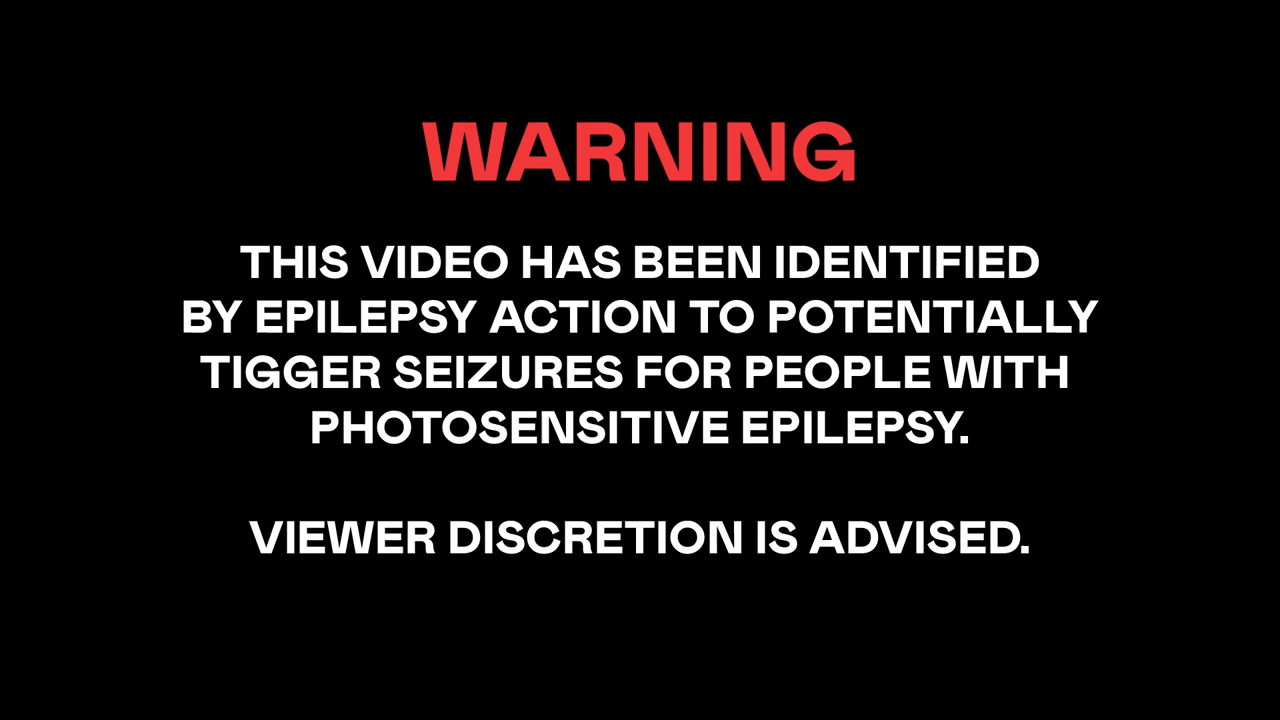 WARNING
THIS VIDEO HAS BEEN IDENTIFIED
BY EPILEPSY ACTION TO POTENTIALLY
TIGGER SEIZURES FOR PEOPLE WITH
PHOTOSENSITIVE EPILEPSY.
VIEWER DISCRETION IS ADVISED.